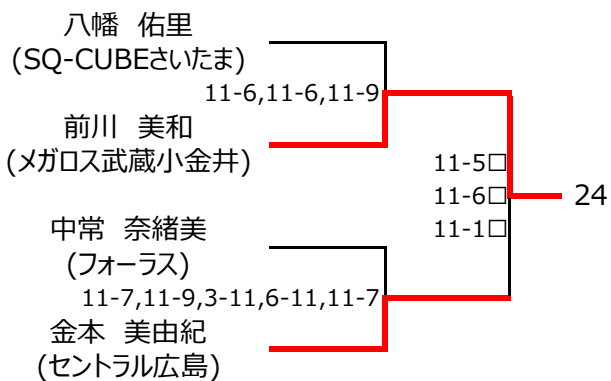 八幡　佑里
(SQ-CUBEさいたま)
11-6,11-6,11-9
前川　美和
(メガロス武蔵小金井)
11-5□
11-6□
11-1□
24
中常　奈緒美
(フォーラス)
11-7,11-9,3-11,6-11,11-7
金本　美由紀
(セントラル広島)